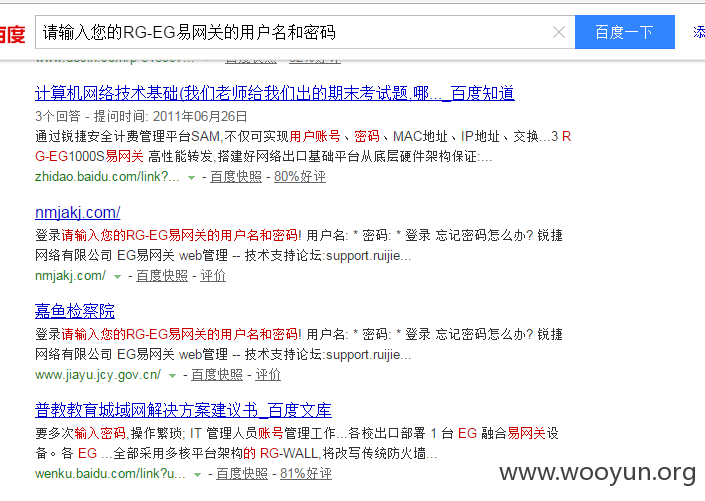 百度 请输入您的RG-EG易网关的用户名和密码 × 百度一下
百度快照 - 82%好评
计算机网络技术基础(我们老师给我们出的期末考试题,哪..._百度知道
3个回答 - 提问时间: 2011年06月26日
通过锐捷安全计费管理平台SAM,不仅可实现用户账号、密码、MAC地址、IP地址、交换...3 R
G-EG1000S易网关 高性能转发,搭建好网络出口基础平台从底层硬件架构保证:...
zhidao.baidu.com/link?... - 百度快照 - 80%好评
nmjakj.com/
登录请输入您的RG-EG易网关的用户名和密码! 用户名: * 密码: * 登录 忘记密码怎么办? 锐捷
网络有限公司 EG易网关 web管理 -- 技术支持论坛:support.ruijie...
nmjakj.com/ - 百度快照 - 评价
嘉鱼检察院
登录请输入您的RG-EG易网关的用户名和密码! 用户名: * 密码: * 登录 忘记密码怎么办? 锐捷
网络有限公司 EG易网关 web管理 -- 技术支持论坛:support.ruijie...
www.jiayu.jcy.gov.cn/ - 百度快照 - 评价
普教教育城域网解决方案建议书_百度文库
要多次输入密码,操作繁琐; IT 管理人员账号管理工作...各校出口部署 1 台 EG 融合易网关设
备。各 EG ...全部采用多核平台架构的 RG-WALL,将改写传统防火墙...
wenku.baidu.com/link?u... - 百度快照 - 81%好评
www.wooyun.org